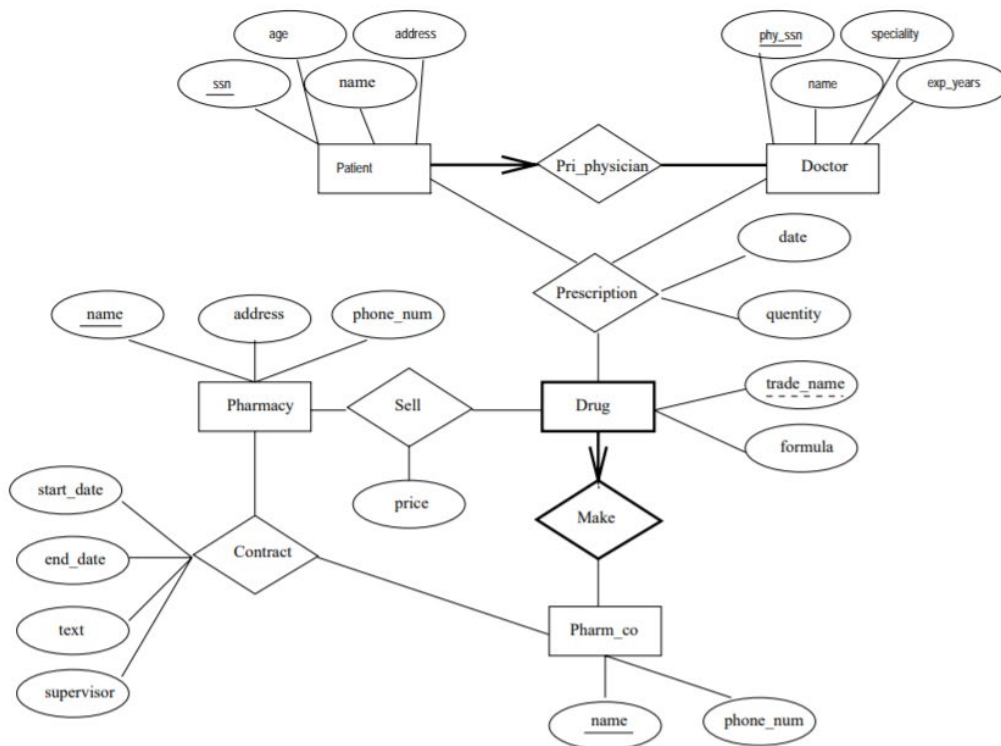 age
address
phy_ssn
speciality
ssn
name
name
exp_years
Patient
Pri_physician
Doctor
date
Prescription
quentity
name
address
phone_num
Pharmacy
Sell
Drug
trade_name
formula
start_date
price
Make
end_date
Contract
text
Pharm_co
supervisor
name
phone_num